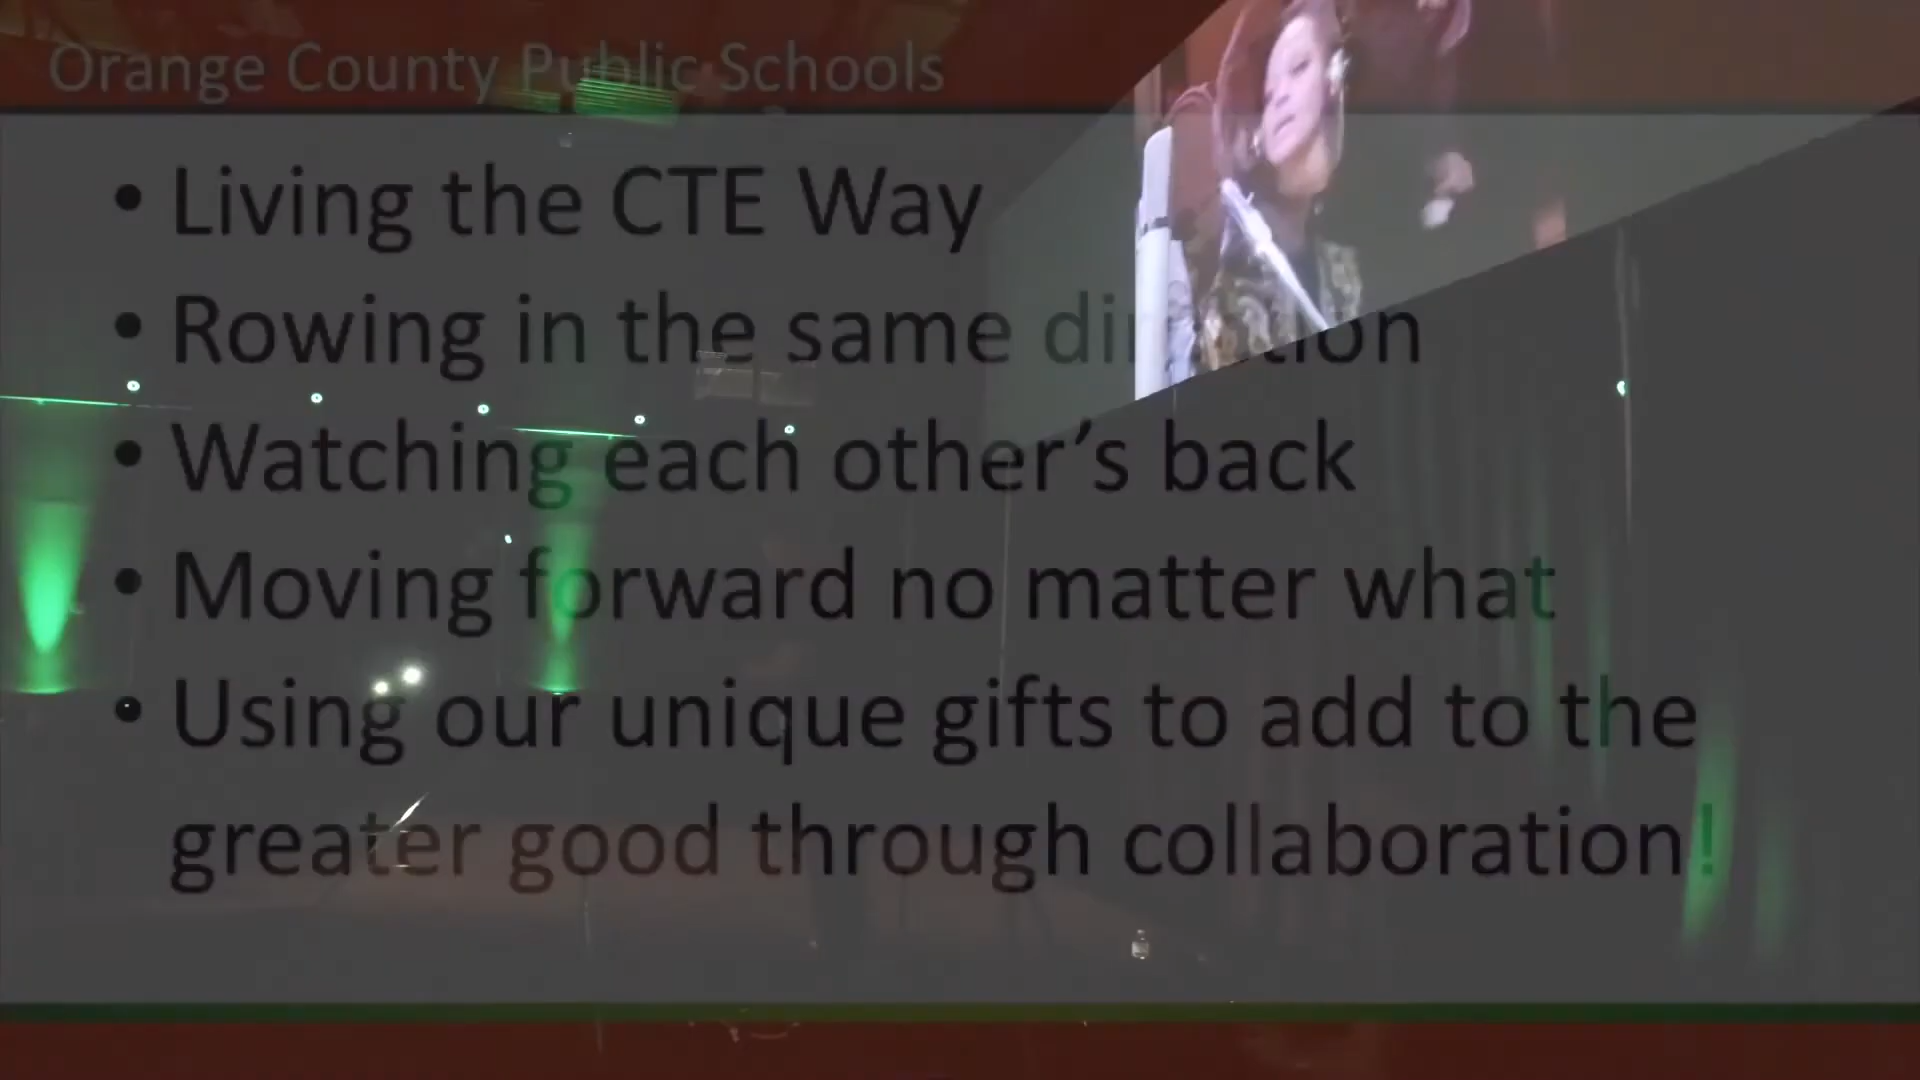 Orange County Public Schools
• Living the CTE Way
• Rowing in the same direction
• Watching each other’s back
• Moving forward no matter what
• Using our unique gifts to add to the
greater good through collaboration!